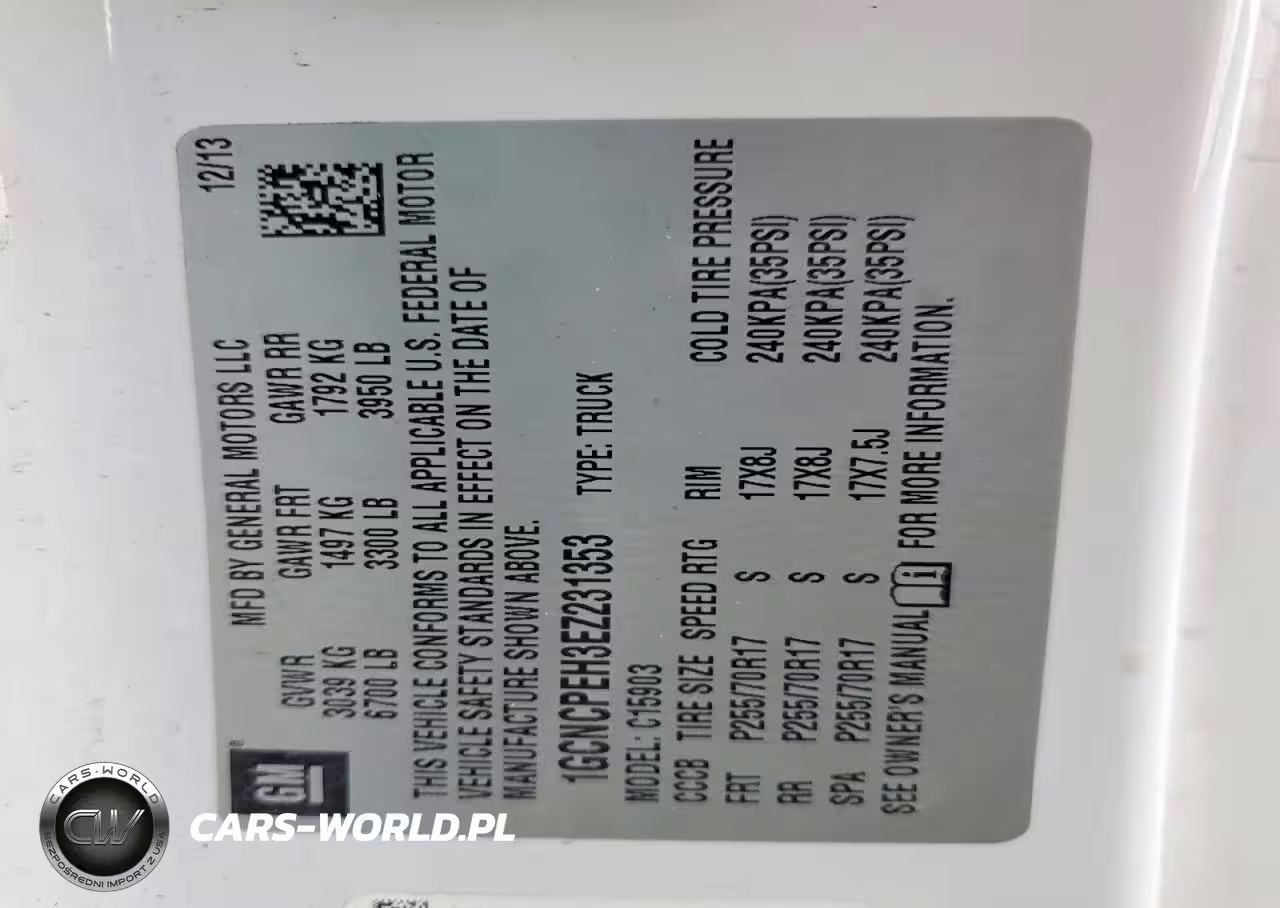 GM®
MFD BY GENERAL MOTORS LLC 12/13
GVWR GAWR FRT GAWR RR
3039 KG 1497 KG 1792 KG
6700 LB 3300 LB 3950 LB
THIS VEHICLE CONFORMS TO ALL APPLICABLE U.S. FEDERAL MOTOR
VEHICLE SAFETY STANDARDS IN EFFECT ON THE DATE OF
MANUFACTURE SHOWN ABOVE.
1GCNCPEH3EZ231353 TYPE: TRUCK
MODEL: C15903
CCCB TIRE SIZE SPEED RTG RIM COLD TIRE PRESSURE
FRT P255/70R17 S 17X8J 240KPA(35PSI)
RR P255/70R17 S 17X8J 240KPA(35PSI)
SPA P255/70R17 S 17X7.5J 240KPA(35PSI)
SEE OWNER'S MANUAL FOR MORE INFORMATION.
CARS-WORLD
CW
BEZPOŚREDNI IMPORT Z USA
CARS-WORLD.PL